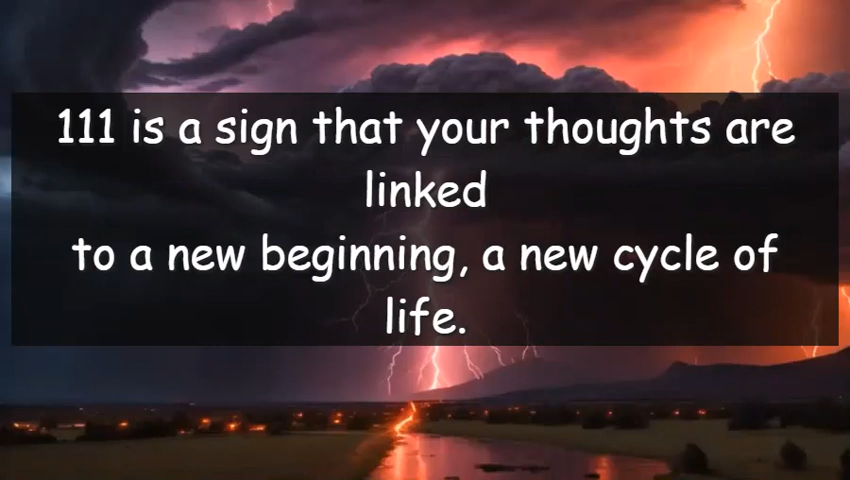 111 is a sign that your thoughts are
linked
to a new beginning, a new cycle of
life.